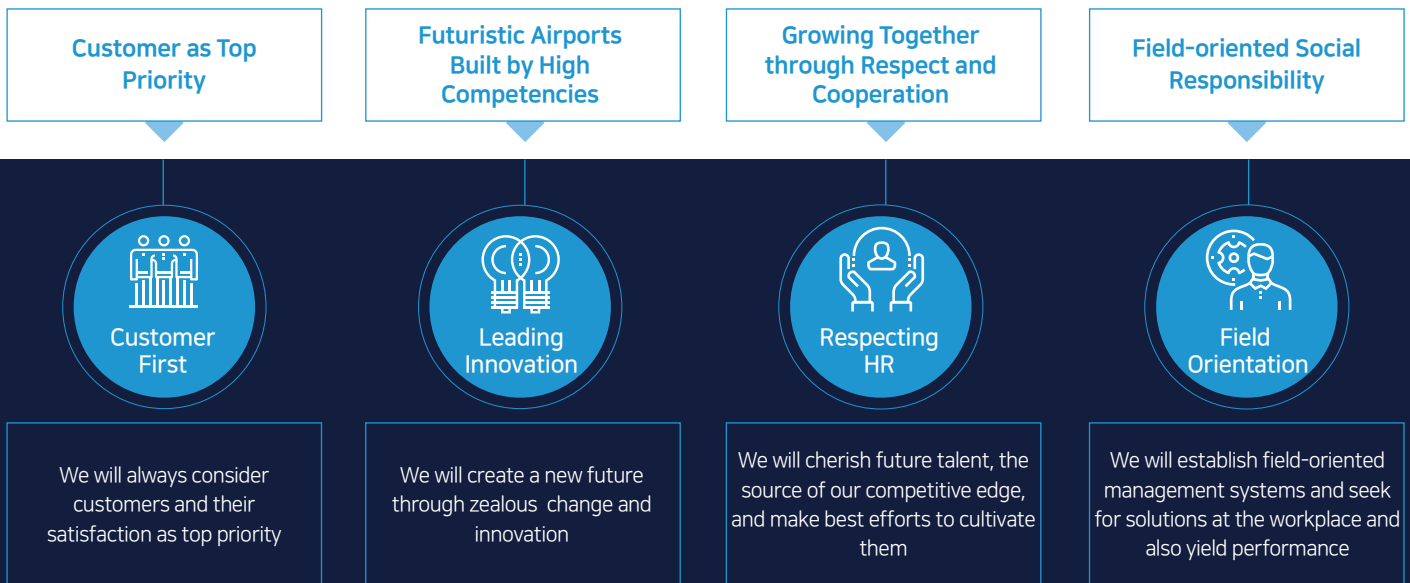 Customer as Top
Priority
Futuristic Airports
Built by High
Competencies
Growing Together
through Respect and
Cooperation
Field-oriented Social
Responsibility
Customer
First
Leading
Innovation
Respecting
HR
Field
Orientation
We will always consider
customers and their
satisfaction as top priority
We will create a new future
through zealous change and
innovation
We will cherish future talent, the
source of our competitive edge,
and make best efforts to cultivate
them
We will establish field-oriented
management systems and seek
for solutions at the workplace and
also yield performance